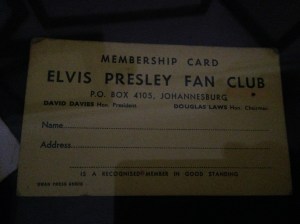 MEMBERSHIP CARD
ELVIS PRESLEY FAN CLUB
P.O. BOX 4105, JOHANNESBURG
DAVID DAVIES Hon. President. DOUGLAS LAWS Hon. Chairman.
Name
Address
IS A RECOGNISED MEMBER IN GOOD STANDING